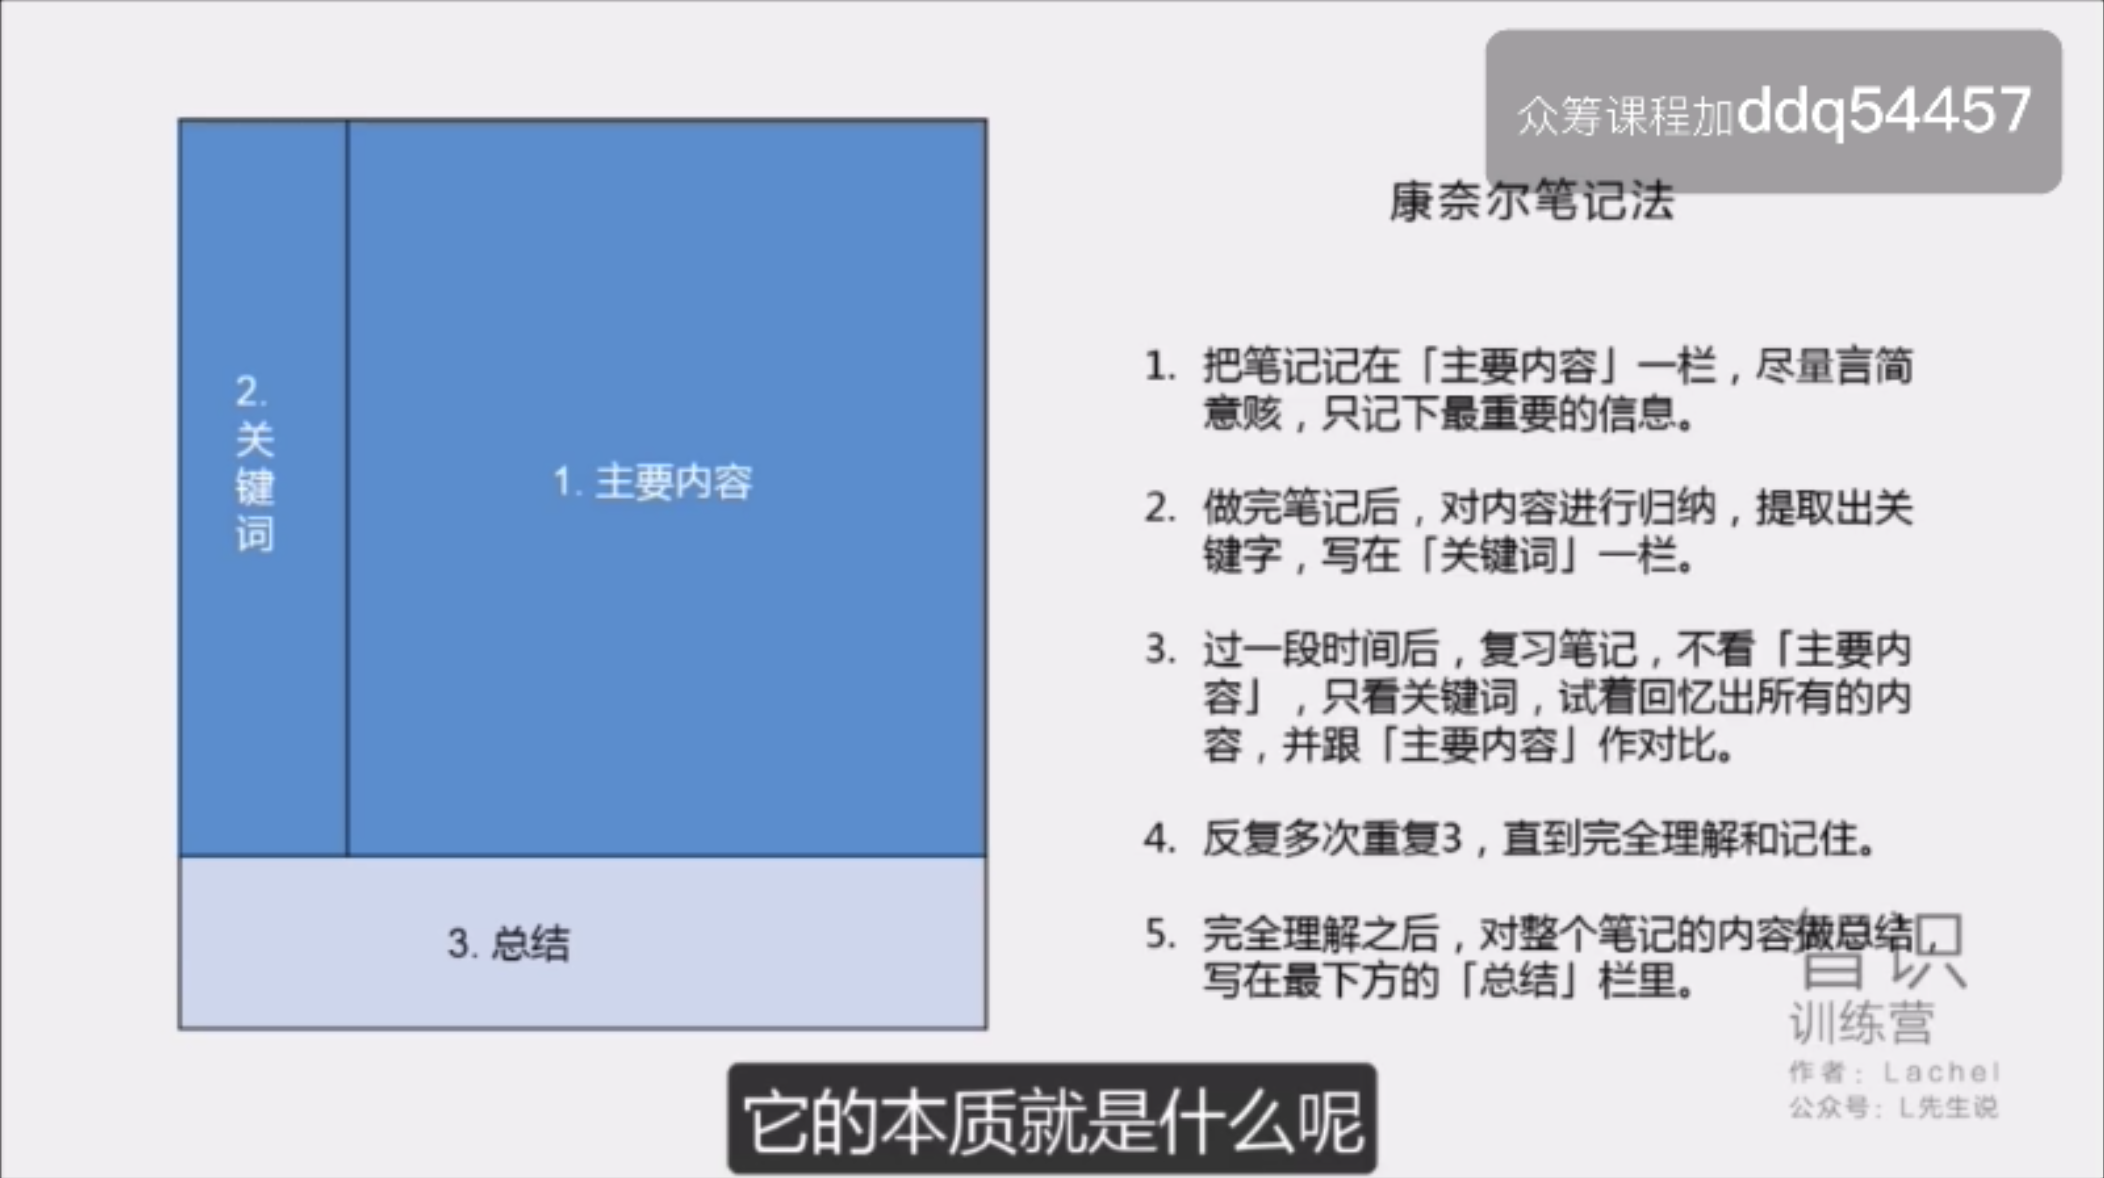 众筹课程加ddq54457
康奈尔笔记法
2.
关
键
词
1. 主要内容
3. 总结
1. 把笔记记在「主要内容」一栏，尽量言简
意赅，只记下最重要的信息。
2. 做完笔记后，对内容进行归纳，提取出关
键字，写在「关键词」一栏。
3. 过一段时间后，复习笔记，不看「主要内
容」，只看关键词，试着回忆出所有的内
容，并跟「主要内容」作对比。
4. 反复多次重复3，直到完全理解和记住。
5. 完全理解之后，对整个笔记的内容做总结，
写在最下方的「总结」栏里。
智识
训练营
作者：Lachel
公众号：L先生说
它的本质就是什么呢